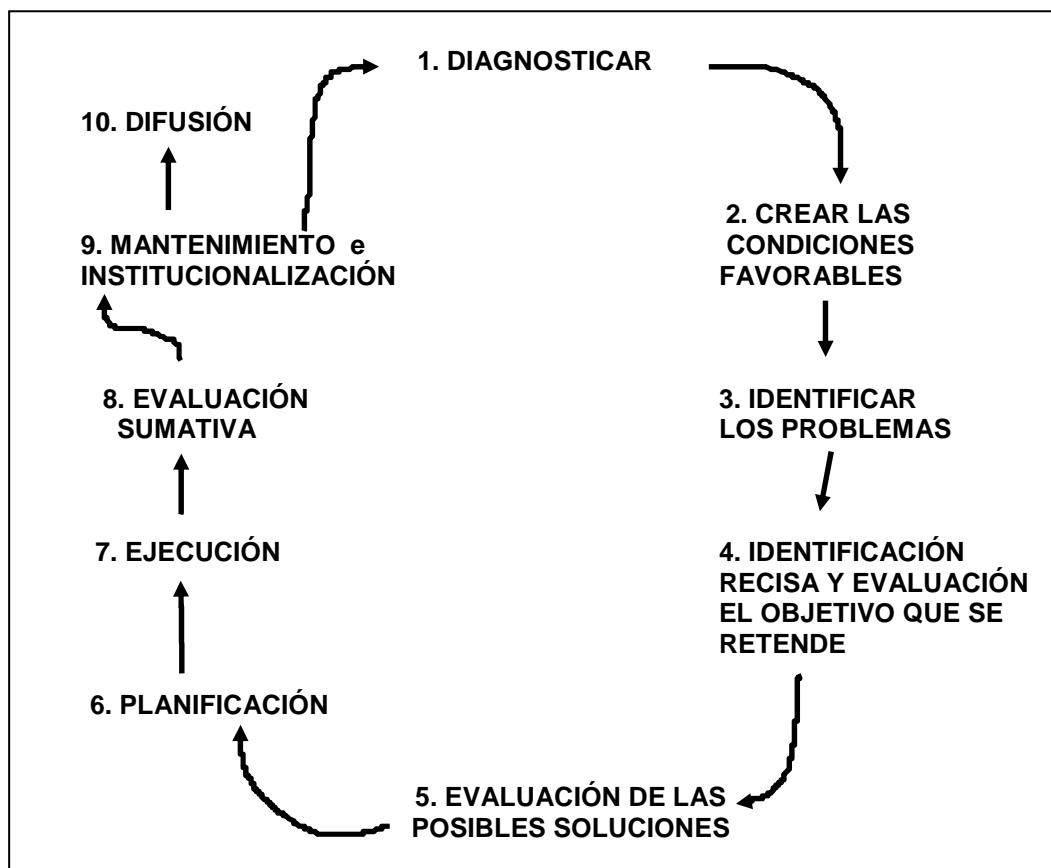 1. DIAGNOSTICAR
2. CREAR LAS
CONDICIONES
FAVORABLES
3. IDENTIFICAR
LOS PROBLEMAS
4. IDENTIFICACIÓN
RECISA Y EVALUACIÓN
EL OBJETIVO QUE SE
RETENDE
5. EVALUACIÓN DE LAS
POSIBLES SOLUCIONES
6. PLANIFICACIÓN
7. EJECUCIÓN
8. EVALUACIÓN
SUMATIVA
9. MANTENIMIENTO e
INSTITUCIONALIZACIÓN
10. DIFUSIÓN